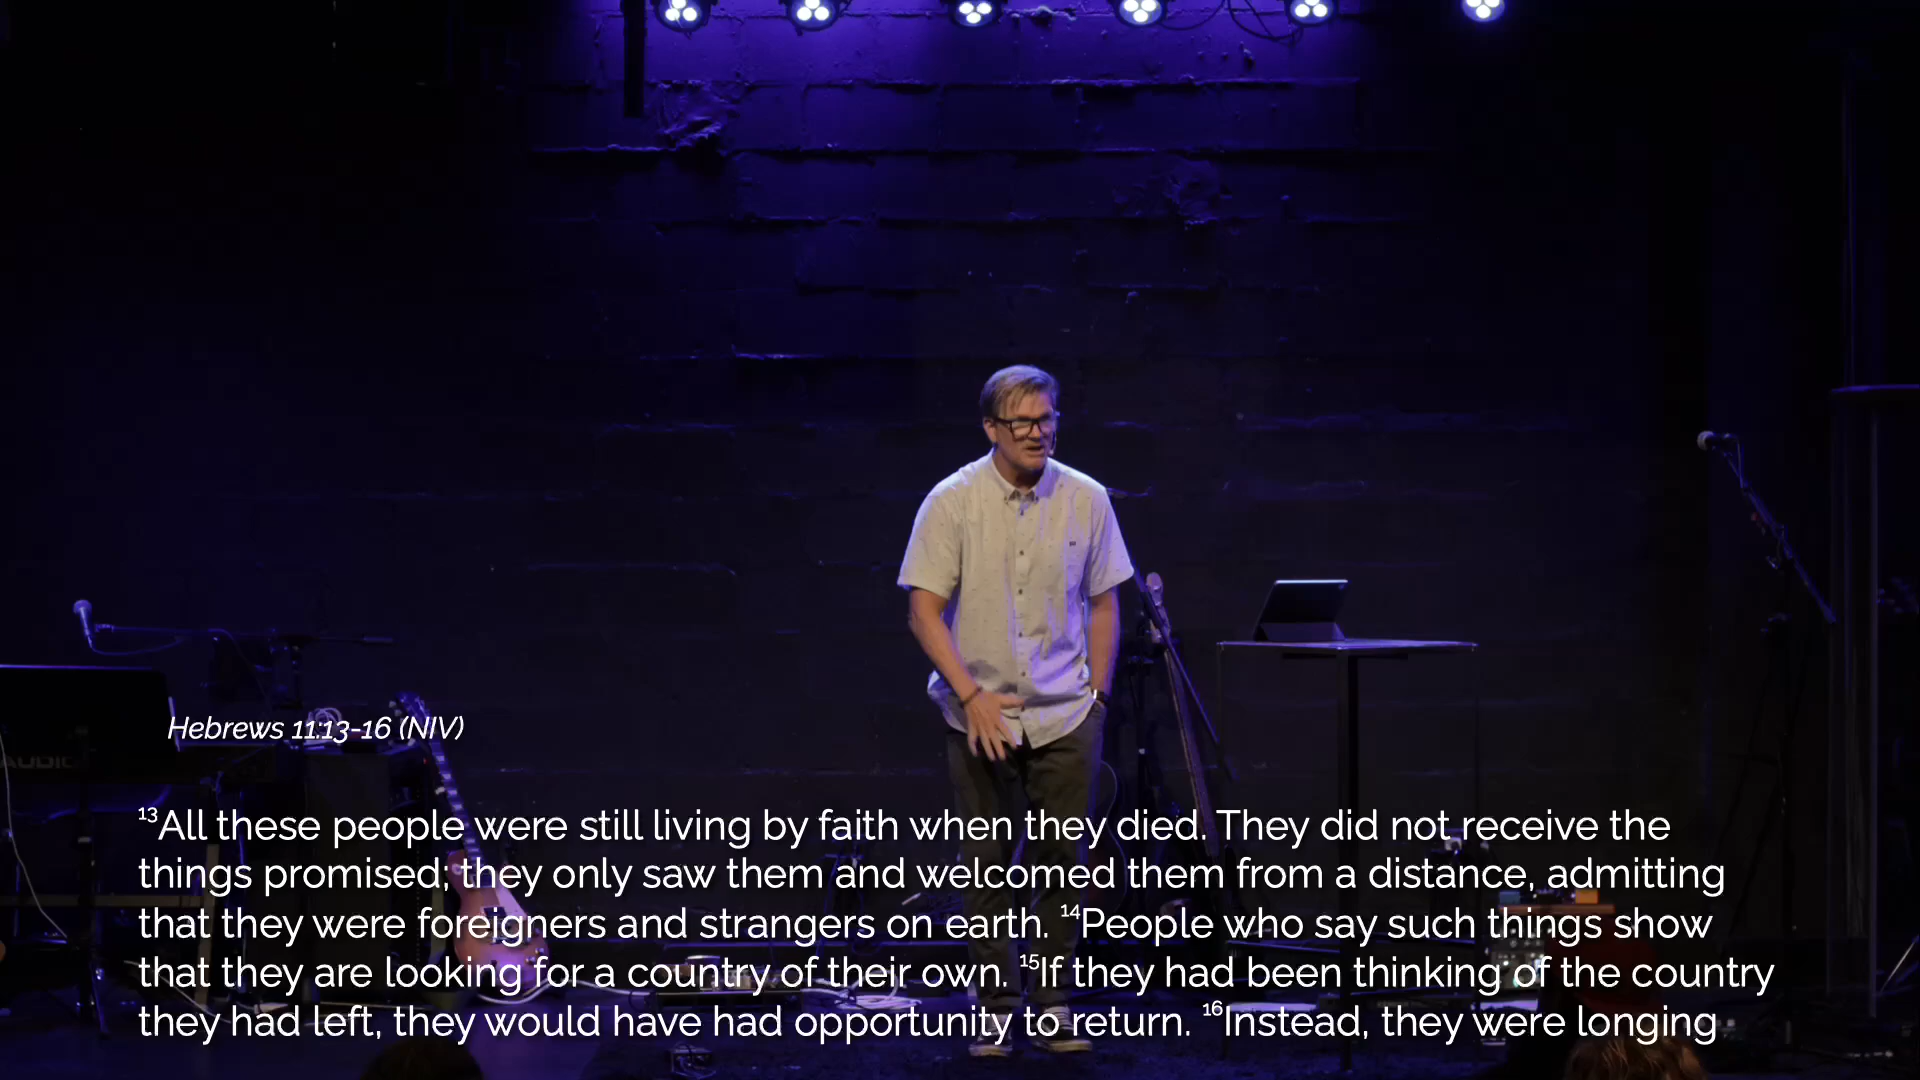 Hebrews 11:13-16 (NIV)
AUDIO
¹³All these people were still living by faith when they died. They did not receive the
things promised; they only saw them and welcomed them from a distance, admitting
that they were foreigners and strangers on earth. ¹⁴People who say such things show
that they are looking for a country of their own. ¹⁵If they had been thinking of the country
they had left, they would have had opportunity to return. ¹⁶Instead, they were longing